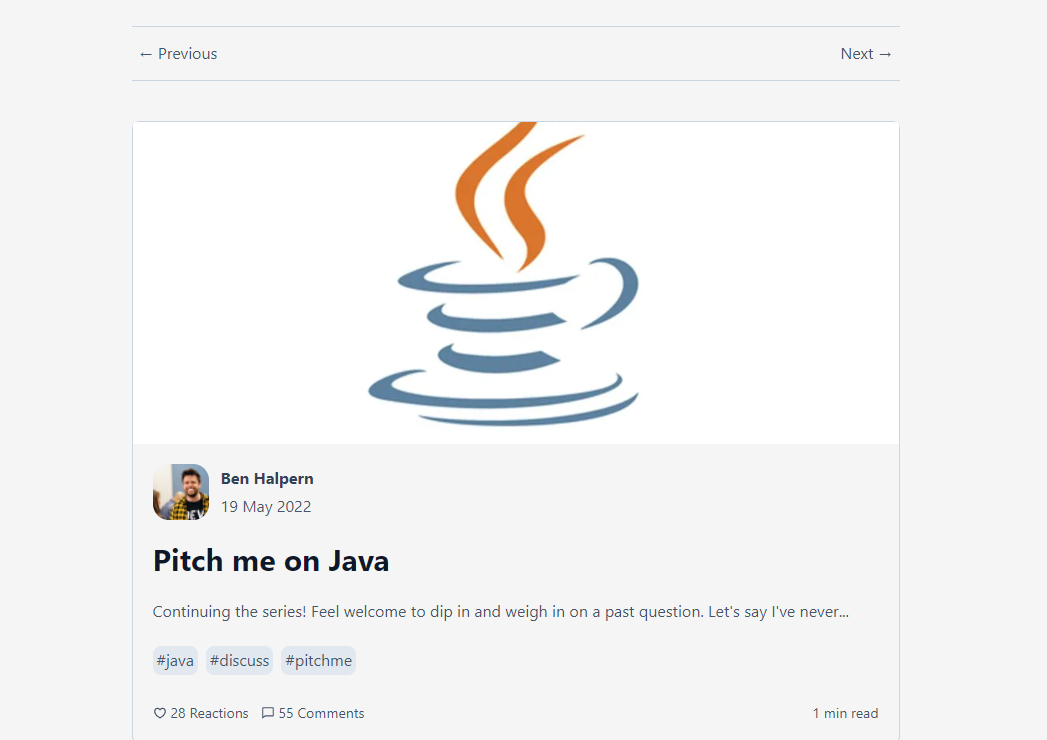 ← Previous
Next →
Ben Halpern
19 May 2022
Pitch me on Java
Continuing the series! Feel welcome to dip in and weigh in on a past question. Let's say I've never...
#java #discuss #pitchme
28 Reactions 55 Comments 1 min read